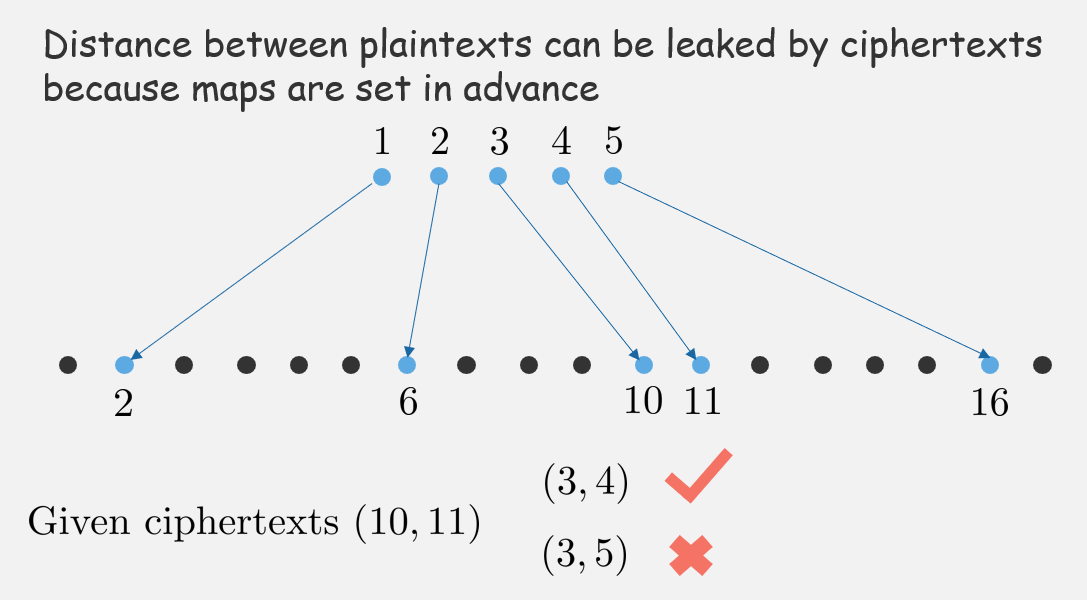 Distance between plaintexts can be leaked by ciphertexts
because maps are set in advance
1 2 3 4 5
2 6 10 11 16
(3, 4)
Given ciphertexts (10, 11)
(3, 5)